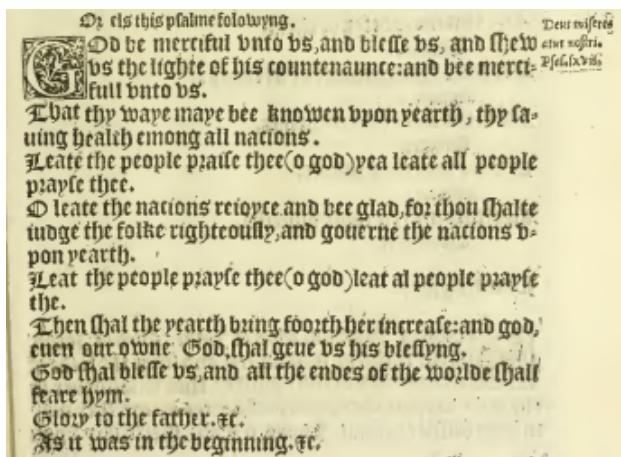 Or els this psalme folowyng.
Deus miserea
GOD be merciful vnto vs, and blesse vs, and shew
atur nostri.
vs the lighte of his countenaunce: and bee merci-
Psal. lxvii.
full vnto vs.
That thy waye maye bee knowen vpon yearth, thy sa-
uing health emong all nacions.
Leate the people praise thee (o god) yea leate all people
prayse thee.
O leate the nacions reioyce and bee glad, for thou shalte
iudge the folke righteously, and gouerne the nacions v-
pon yearth.
Leat the people prayse thee (o god) leat al people prayse
the.
Then shal the yearth bring foorth her increase: and god,
euen our owne God, shal geue vs his blessyng.
God shal blesse vs, and all the endes of the worlde shall
feare hym.
Glory to the father. &c.
As it was in the beginning. &c.